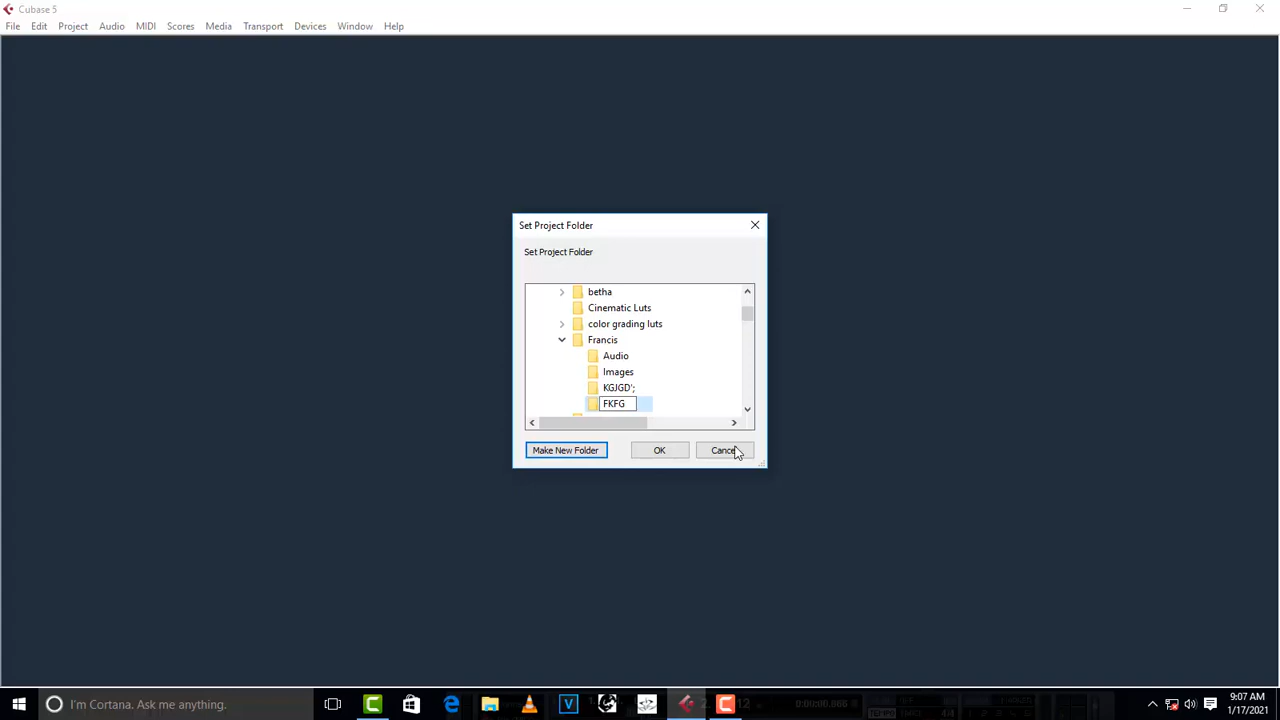 Cubase 5
File Edit Project Audio MIDI Scores Media Transport Devices Window Help
Set Project Folder
Set Project Folder
betha
Cinematic Luts
color grading luts
Francis
Audio
Images
KGJGD';
FKFG
Make New Folder OK Cancel
I'm Cortana. Ask me anything.
9:07 AM
1/17/2021